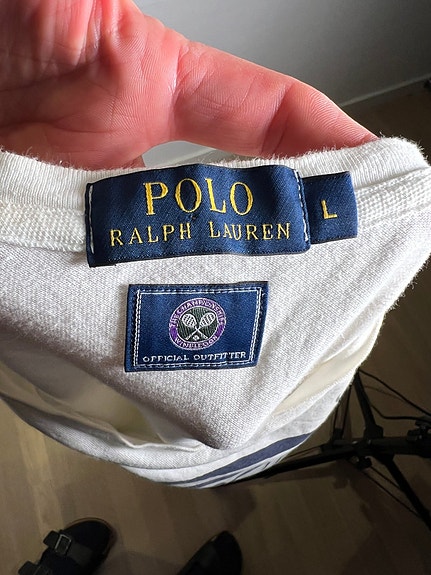 POLO
RALPH LAUREN
L
THE CHAMPIONSHIPS
WIMBLEDON
OFFICIAL OUTFITTER